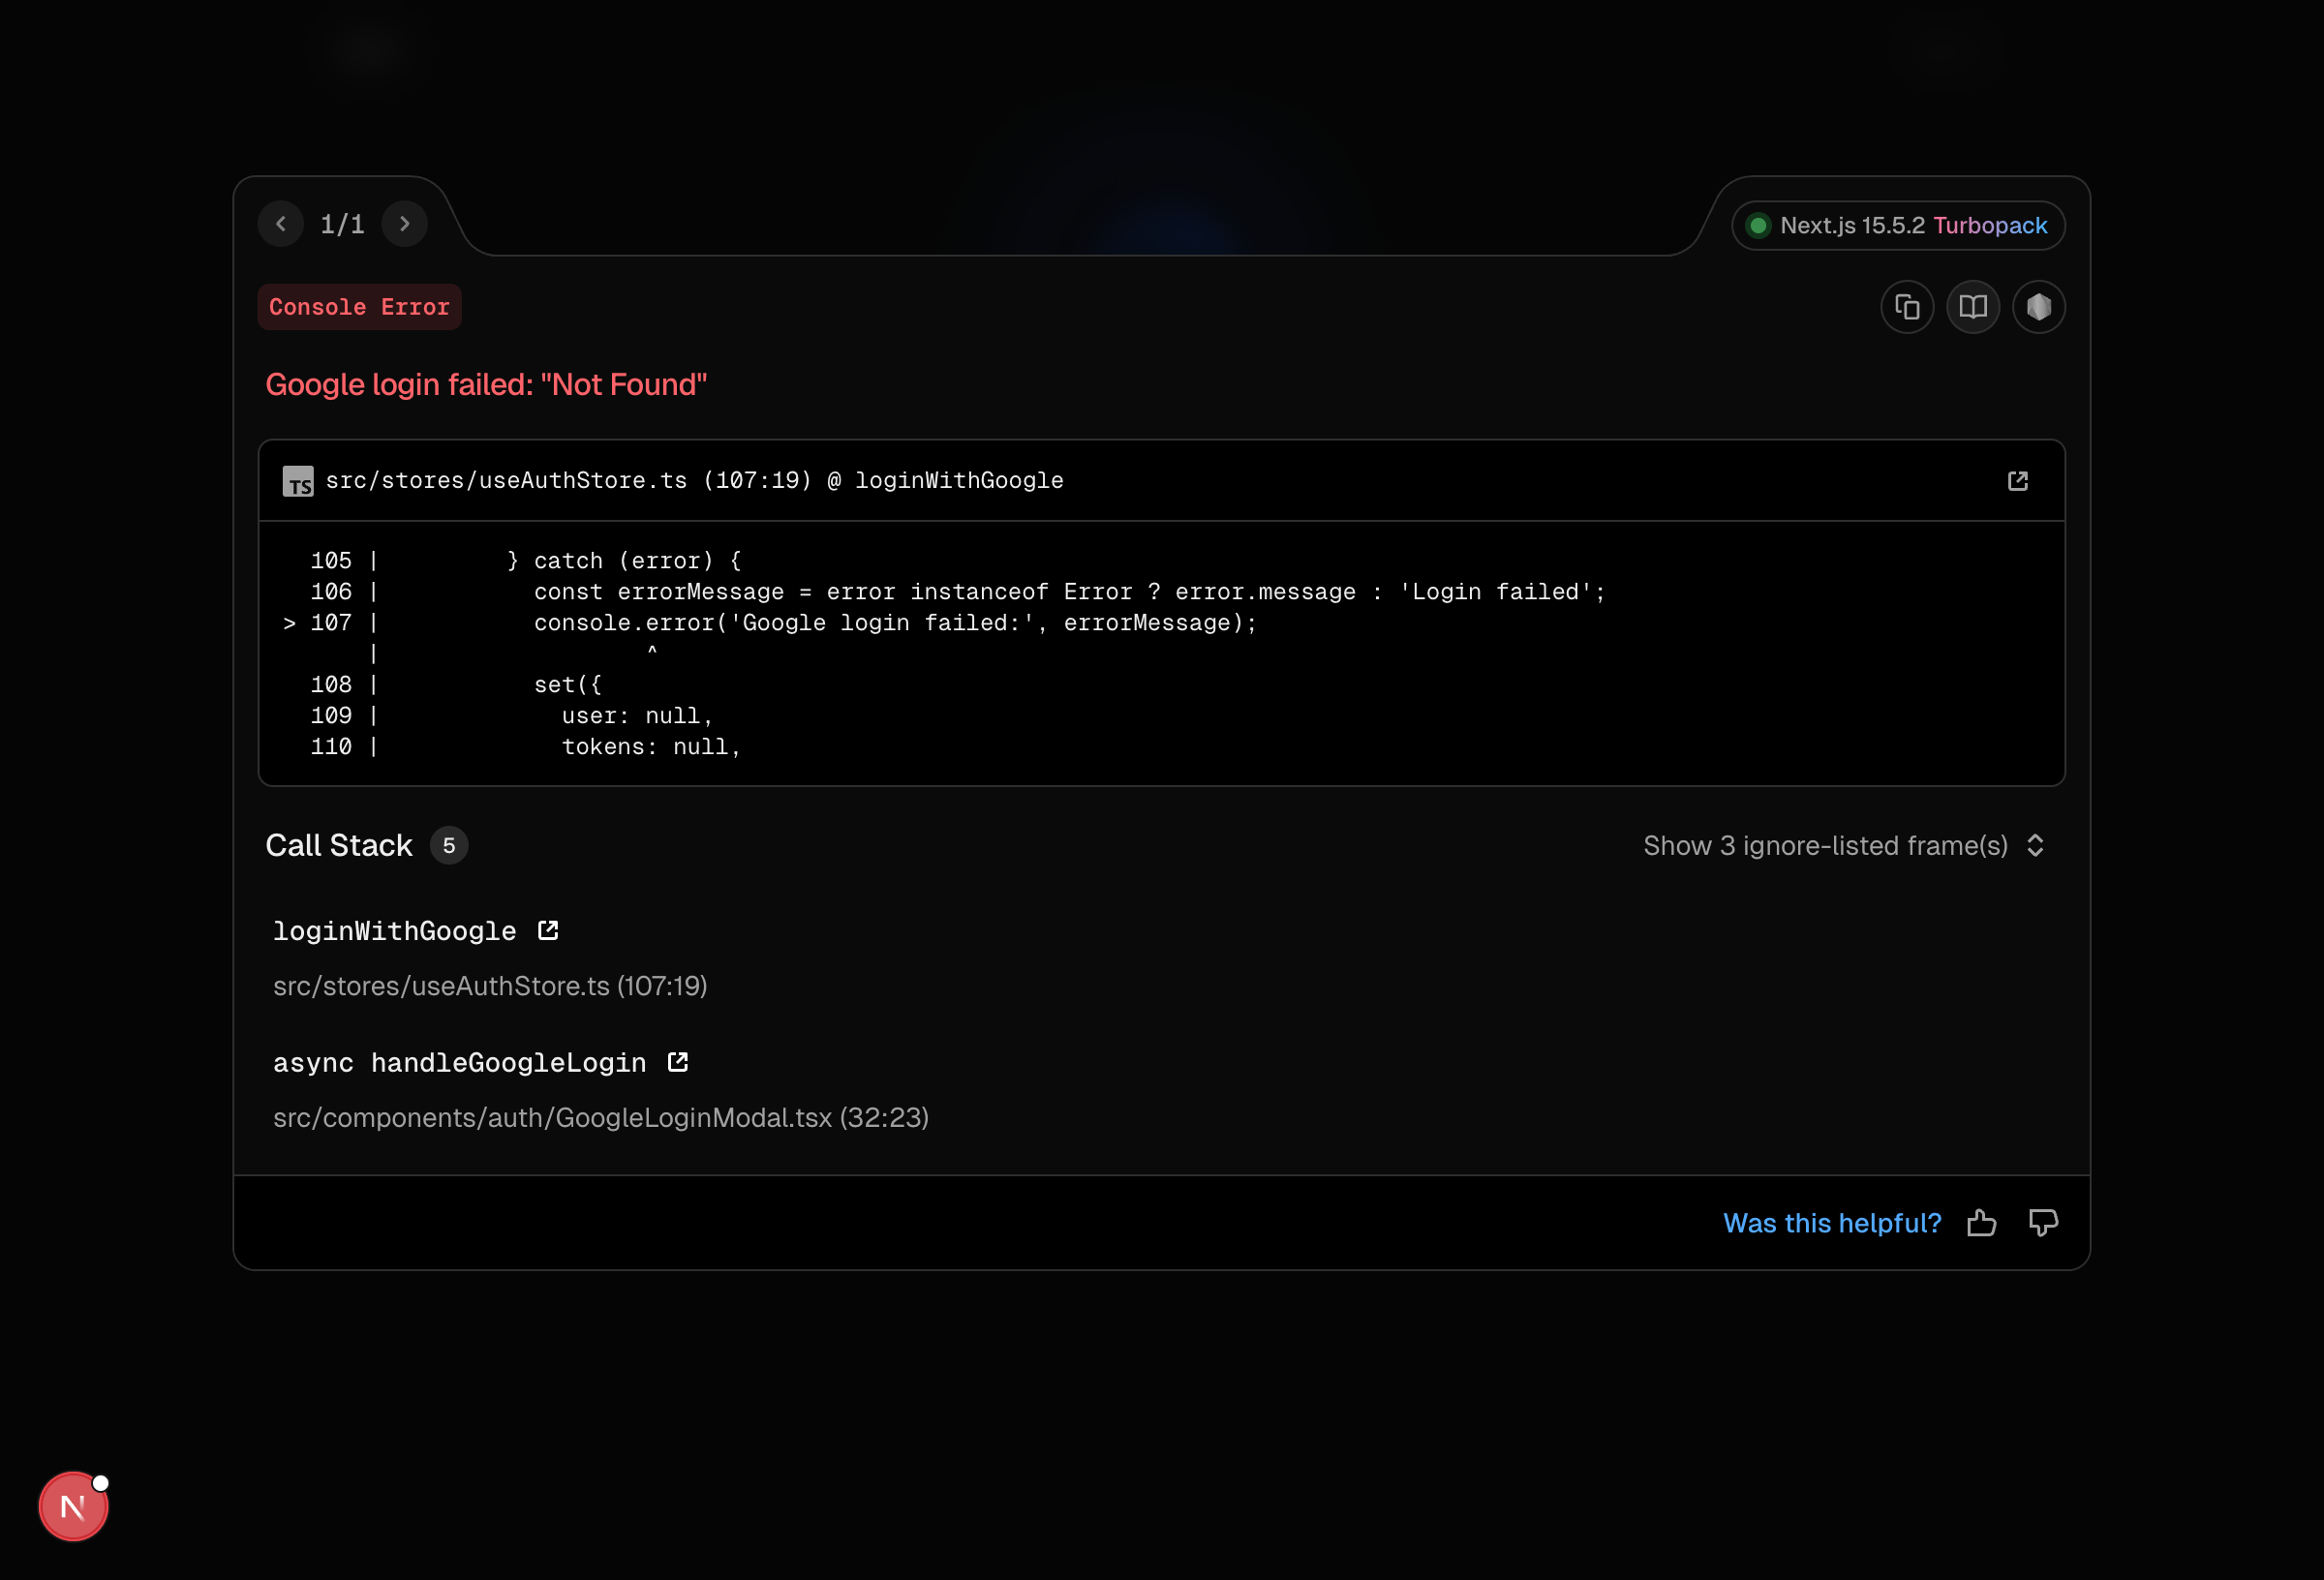 1/1
Next.js 15.5.2 Turbopack
Console Error
Google login failed: "Not Found"
TS src/stores/useAuthStore.ts (107:19) @ loginWithGoogle
105 |         } catch (error) {
106 |           const errorMessage = error instanceof Error ? error.message : 'Login failed';
> 107 |           console.error('Google login failed:', errorMessage);
|                   ^
108 |           set({
109 |             user: null,
110 |             tokens: null,
Call Stack 5
Show 3 ignore-listed frame(s)
loginWithGoogle
src/stores/useAuthStore.ts (107:19)
async handleGoogleLogin
src/components/auth/GoogleLoginModal.tsx (32:23)
Was this helpful?
N